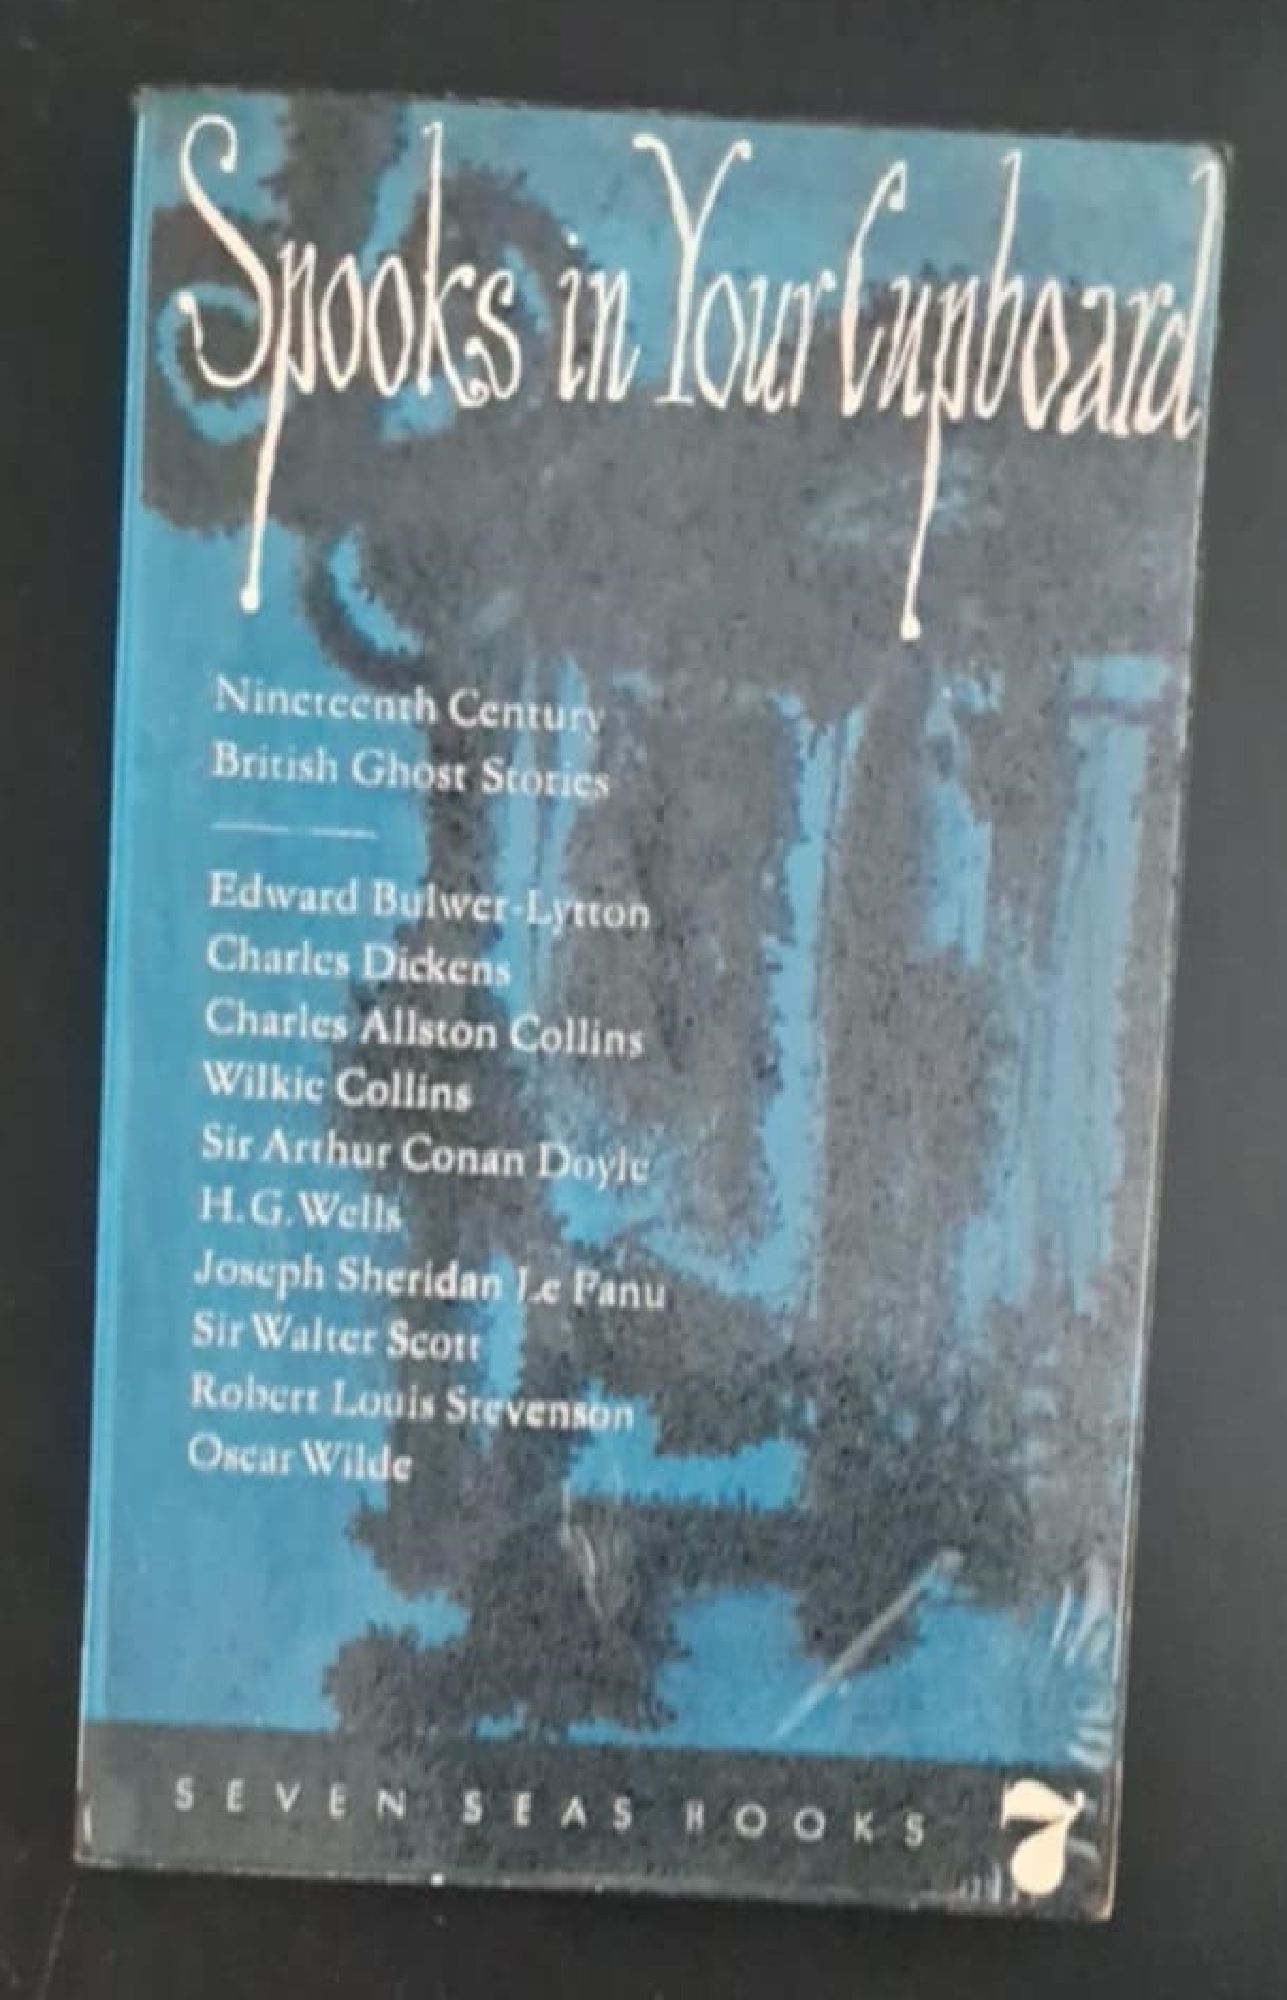 Spooks in Your Cupboard
Nineteenth Century
British Ghost Stories
Edward Bulwer-Lytton
Charles Dickens
Charles Allston Collins
Wilkie Collins
Sir Arthur Conan Doyle
H.G. Wells
Joseph Sheridan Le Fanu
Sir Walter Scott
Robert Louis Stevenson
Oscar Wilde
SEVEN SEAS BOOKS 7